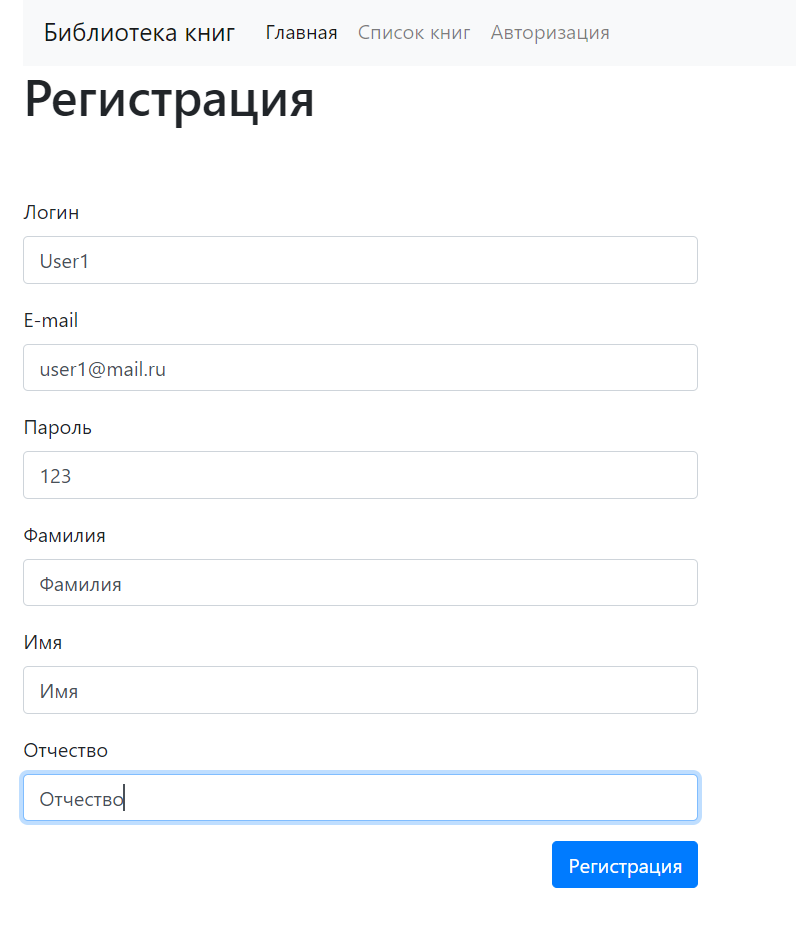 Библиотека книг Главная Список книг Авторизация
Регистрация
Логин
User1
E-mail
user1@mail.ru
Пароль
123
Фамилия
Фамилия
Имя
Имя
Отчество
Отчество
Регистрация